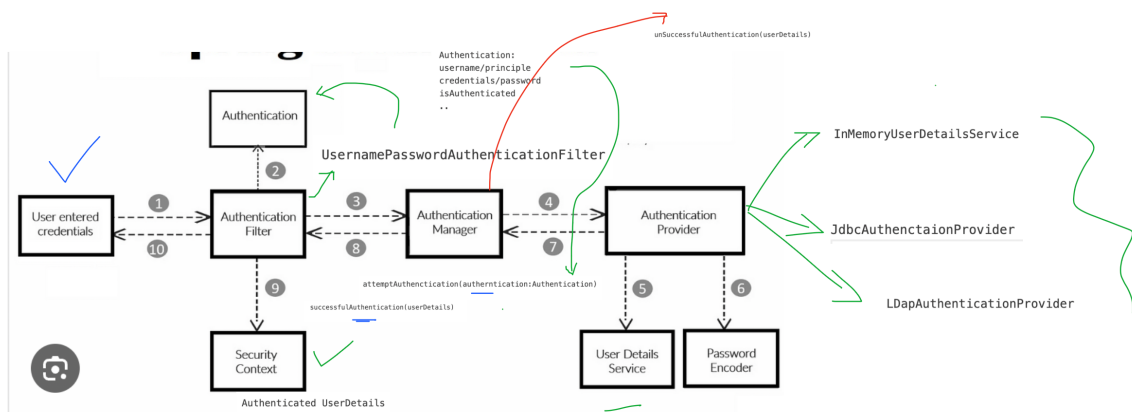 unSuccessfulAuthentication(userDetails)
Authentication:
username/principle
credentials/password
isAuthenticated
..
Authentication
InMemoryUserDetailsService
UsernamePasswordAuthenticationFilter
2
User entered
credentials
1
10
Authentication
Filter
3
8
Authentication
Manager
4
7
Authentication
Provider
JdbcAuthenctaionProvider
9
attemptAuthenctication(autherntication:Authentication)
5
6
LDapAuthenticationProvider
successfulAuthentication(userDetails)
Security
Context
User Details
Service
Password
Encoder
Authenticated UserDetails